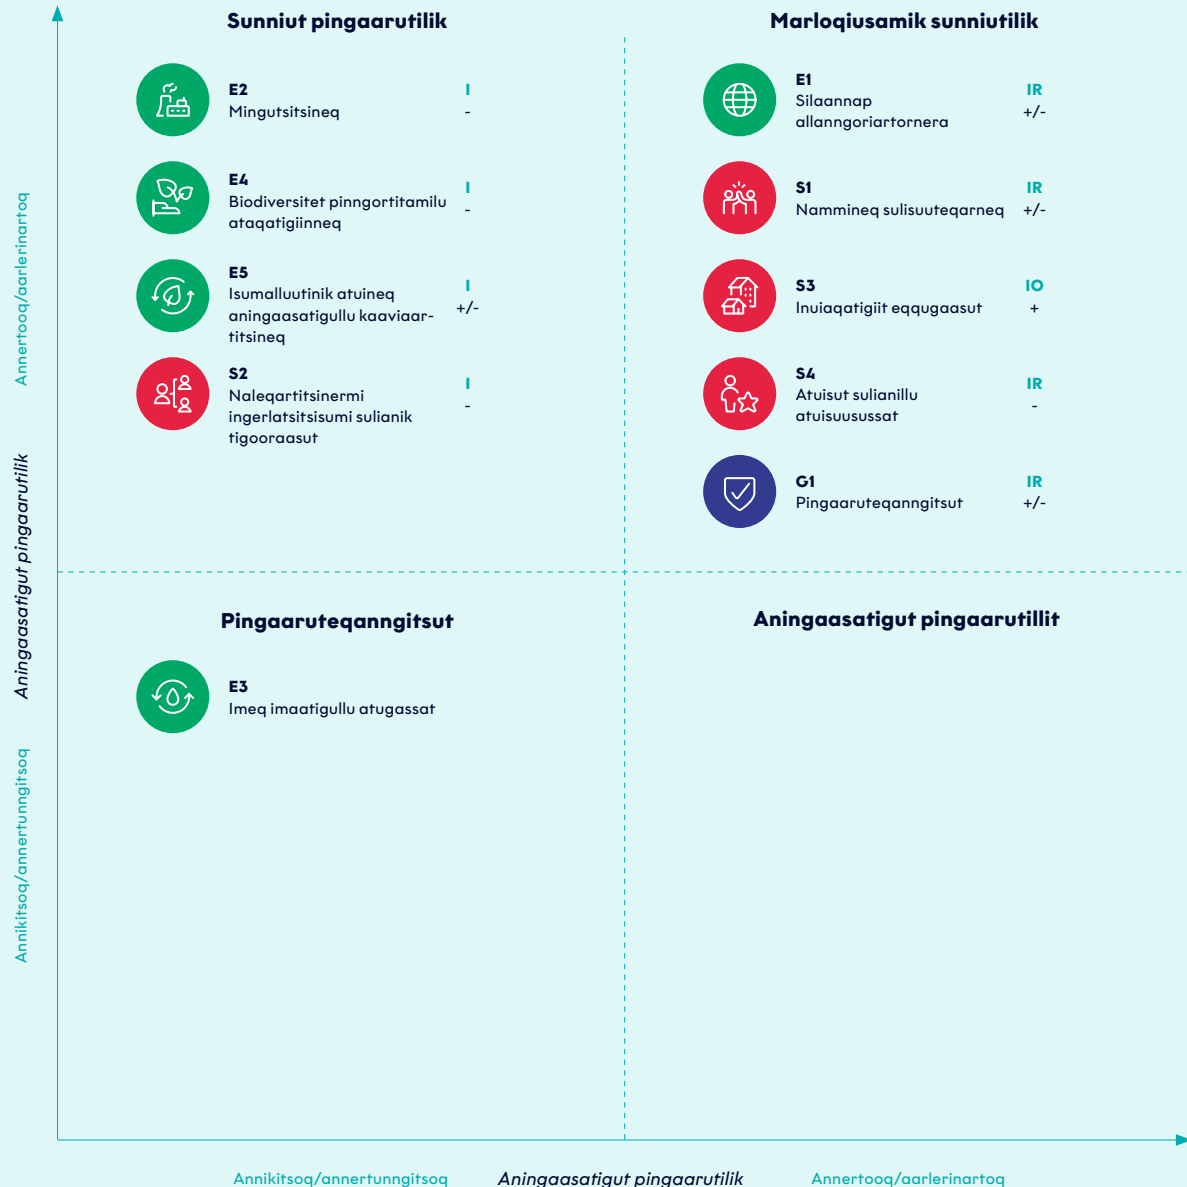 Sunniut pingaarutilik
E2
Mingutsitsineq
I
-
E4
Biodiversitet pinngortitamilu
ataqatigiinneq
I
-
E5
Isumalluutinik atuineq
aningaasatigullu kaaviaar-
titsineq
I
+/-
S2
Naleqartitsinermi
ingerlatsitsisumi sulianik
tigooraasut
I
-
Marloqiusamik sunniutilik
E1
Silaannap
allanngoriartornera
IR
+/-
S1
Nammineq sulisuuteqarneq
IR
+/-
S3
Inuiaqatigiit eqqugaasut
IO
+
S4
Atuisut sulianillu
atuisuusussat
IR
-
G1
Pingaaruteqanngitsut
IR
+/-
Pingaaruteqanngitsut
E3
Imeq imaatigullu atugassat
Aningaasatigut pingaarutillit
Annertooq/aarlerinartoq
Aningaasatigut pingaarutilik
Annikitsoq/annertunngitsoq
Annikitsoq/annertunngitsoq
Aningaasatigut pingaarutilik
Annertooq/aarlerinartoq